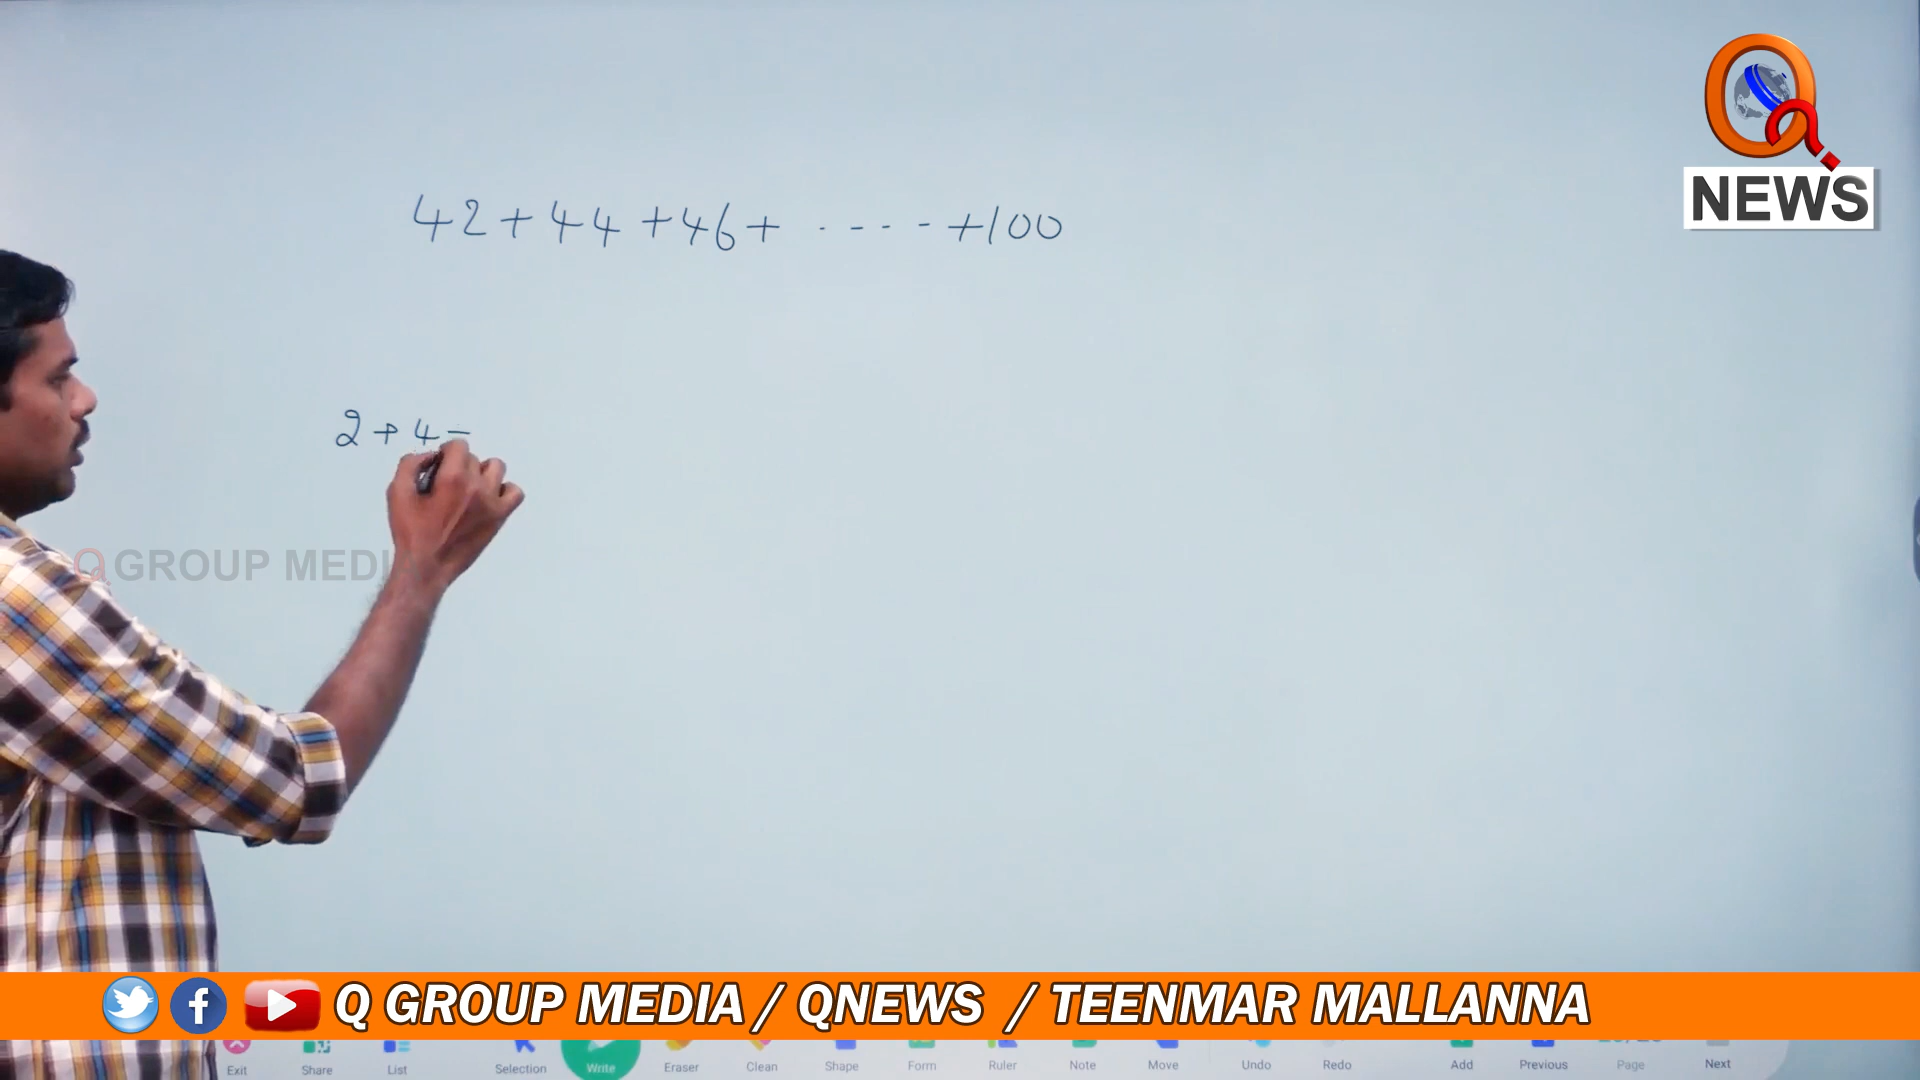 42+44+46+ ----+100
2+4=
Q
NEWS
Q GROUP MEDIA
Q GROUP MEDIA / QNEWS / TEENMAR MALLANNA
Exit Share List Selection Write Eraser Clean Shape Form Ruler Note Move Undo Redo Add Previous Page Next